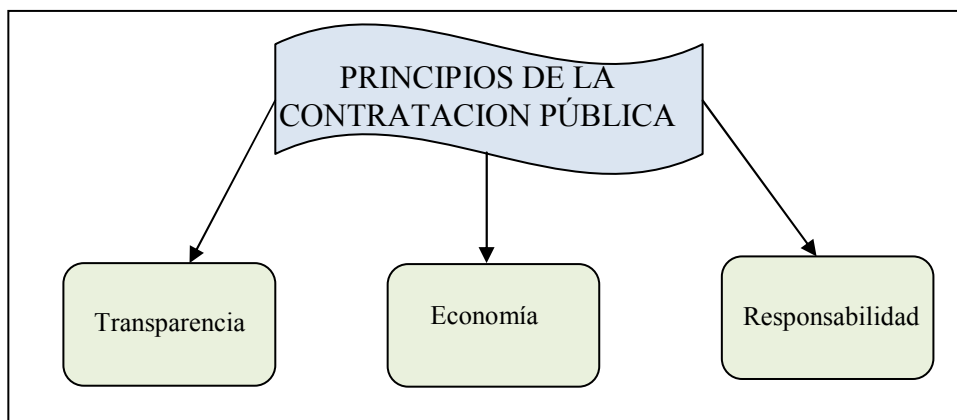 PRINCIPIOS DE LA
CONTRATACION PÚBLICA
Transparencia
Economía
Responsabilidad